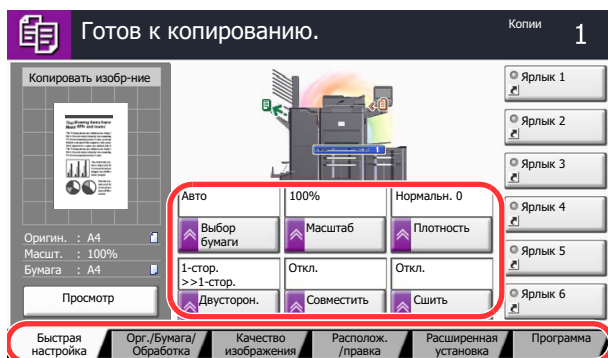 Готов к копированию.
Копии
1
Копировать изобр-ние
Оригин. : A4
Масшт. : 100%
Бумага : A4
Просмотр
Авто
100%
Нормальн. 0
Выбор
бумаги
Масштаб
Плотность
1-стор.
>>1-стор.
Откл.
Откл.
Двусторон.
Совместить
Сшить
Ярлык 1
Ярлык 2
Ярлык 3
Ярлык 4
Ярлык 5
Ярлык 6
Быстрая
настройка
Орг./Бумага/
Обработка
Качество
изображения
Располож.
/правка
Расширенная
установка
Программа